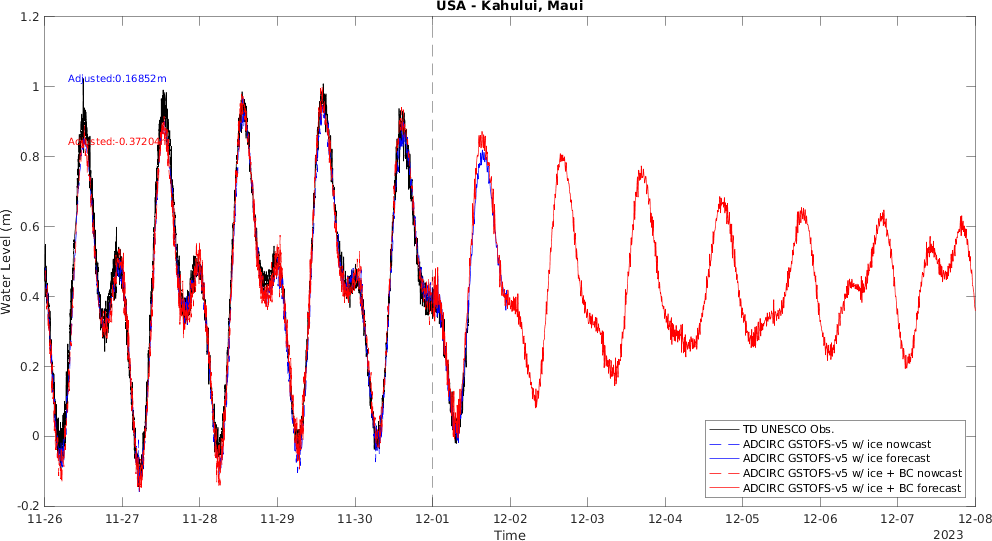 USA - Kahului, Maui
1.2
1
0.8
0.6
0.4
0.2
0
-0.2
Water Level (m)
Adjusted:0.16852m
Adjusted:-0.37204m
TD UNESCO Obs.
ADCIRC GSTOFS-v5 w/ ice nowcast
ADCIRC GSTOFS-v5 w/ ice forecast
ADCIRC GSTOFS-v5 w/ ice + BC nowcast
ADCIRC GSTOFS-v5 w/ ice + BC forecast
11-26 11-27 11-28 11-29 11-30 12-01 12-02 12-03 12-04 12-05 12-06 12-07 12-08
Time
2023